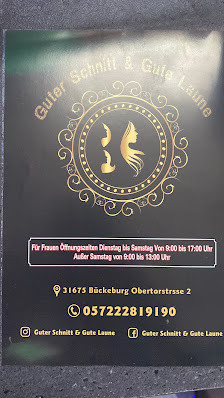 Guter Schnitt & Gute Laune
Für Frauen Öffnungszeiten Dienstag bis Samstag Von 9:00 bis 17:00 Uhr
Außer Samstag von 9:00 bis 13:00 Uhr
31675 Bückeburg Obertorstrsse 2
057222819190
Guter Schnitt & Gute Laune Guter Schnitt & Gute Laune